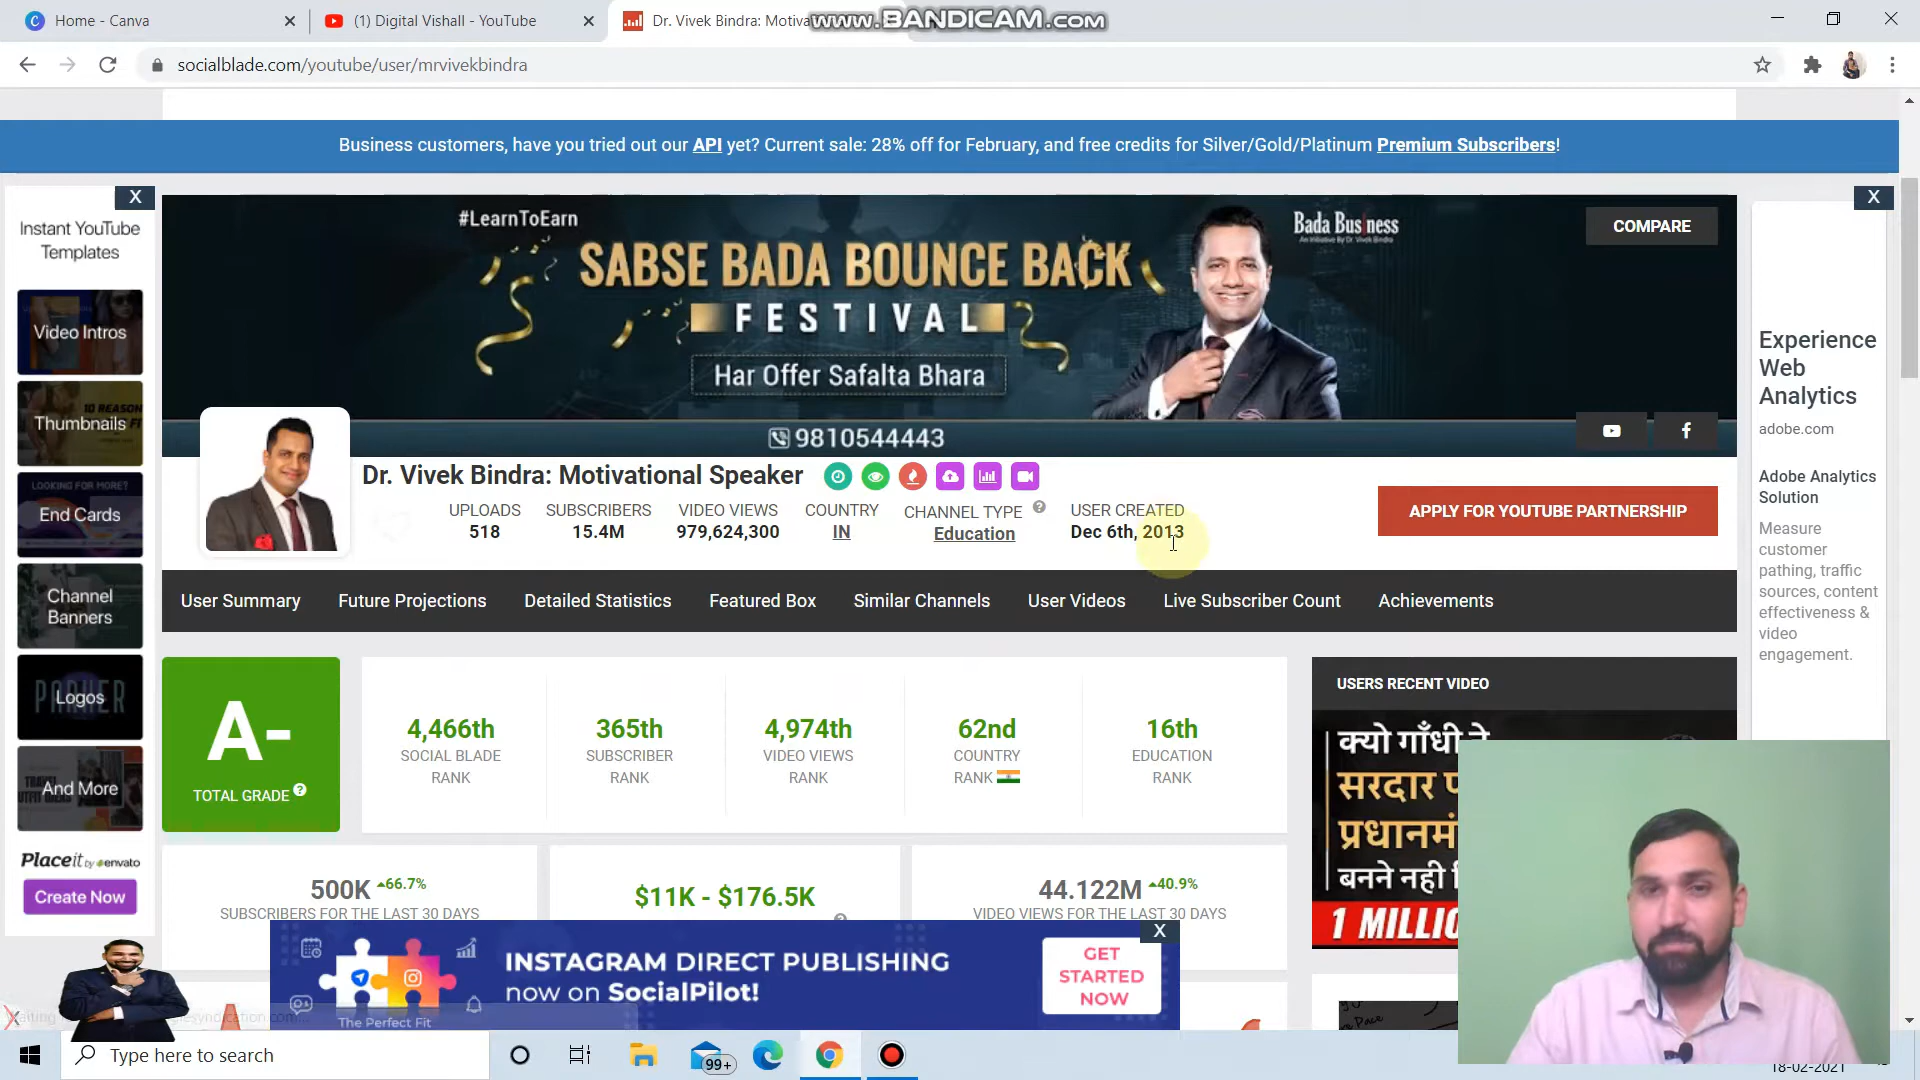 Home - Canva
(1) Digital Vishall - YouTube
Dr. Vivek Bindra: Motiva
www.BANDICAM.com
socialblade.com/youtube/user/mrvivekbindra
Business customers, have you tried out our API yet? Current sale: 28% off for February, and free credits for Silver/Gold/Platinum Premium Subscribers!
X
Instant YouTube
Templates
Video Intros
Thumbnails
LOOKING FOR MORE?
End Cards
Channel
Banners
Logos
And More
Placeit by envato
Create Now
#LearnToEarn
SABSE BADA BOUNCE BACK
FESTIVAL
Har Offer Safalta Bhara
9810544443
Bada Business
An Initiative By Dr. Vivek Bindra
COMPARE
X
Dr. Vivek Bindra: Motivational Speaker
UPLOADS
518
SUBSCRIBERS
15.4M
VIDEO VIEWS
979,624,300
COUNTRY
IN
CHANNEL TYPE
Education
USER CREATED
Dec 6th, 2013
APPLY FOR YOUTUBE PARTNERSHIP
User Summary
Future Projections
Detailed Statistics
Featured Box
Similar Channels
User Videos
Live Subscriber Count
Achievements
A-
TOTAL GRADE
4,466th
SOCIAL BLADE
RANK
365th
SUBSCRIBER
RANK
4,974th
VIDEO VIEWS
RANK
62nd
COUNTRY
RANK
16th
EDUCATION
RANK
500K 66.7%
SUBSCRIBERS FOR THE LAST 30 DAYS
$11K - $176.5K
44.122M 40.9%
VIDEO VIEWS FOR THE LAST 30 DAYS
USERS RECENT VIDEO
क्यो गाँधी ने
सरदार प
प्रधानमं
बनने नही
1 MILLIO
Experience
Web
Analytics
adobe.com
Adobe Analytics
Solution
Measure
customer
pathing, traffic
sources, content
effectiveness &
video
engagement.
X
INSTAGRAM DIRECT PUBLISHING
now on SocialPilot!
The Perfect Fit
GET
STARTED
NOW
Type here to search
99+
18-02-2021